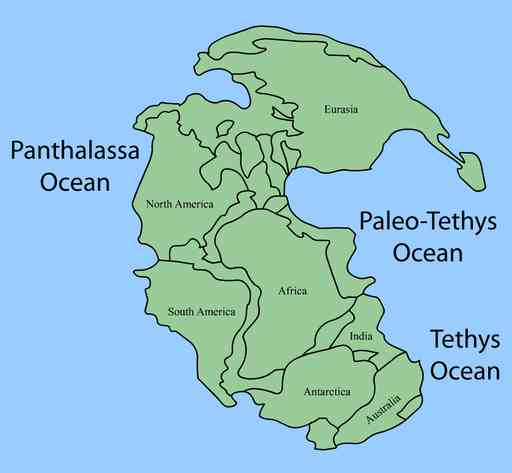 Eurasia
Panthalassa
Ocean
North America
Paleo-Tethys
Ocean
Africa
South America
India
Tethys
Ocean
Antarctica
Australia